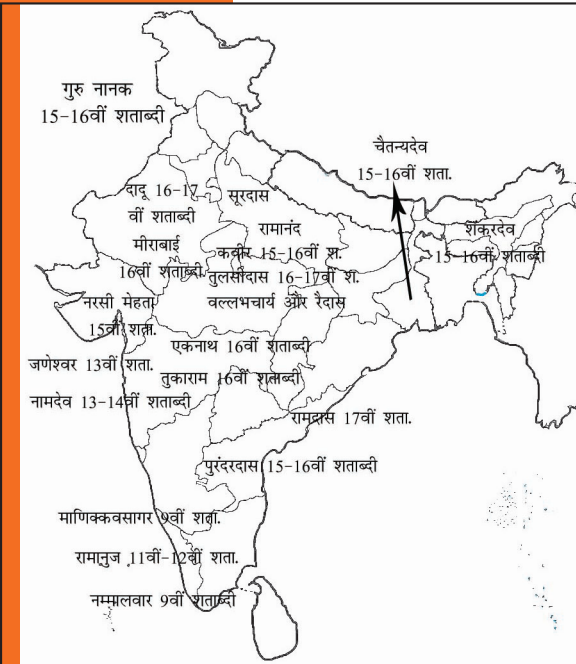 गुरु नानक
15-16वीं शताब्दी
चैतन्यदेव
15-16वीं शता.
दादू 16-17
वीं शताब्दी
सूरदास
मीराबाई
16वीं शताब्दी
रामानंद
कबीर 15-16वीं श.
तुलसीदास 16-17वीं श.
वल्लभचार्य और रैदास
शंकरदेव
15-16वीं शताब्दी
नरसी मेहता
15वीं शता.
एकनाथ 16वीं शताब्दी
जणेश्वर 13वीं शता.
तुकाराम 16वीं शताब्दी
नामदेव 13-14वीं शताब्दी
रामदास 17वीं शता.
पुरंदरदास 15-16वीं शताब्दी
माणिक्कवसागर 9वीं शता.
रामानुज 11वीं-12वीं शता.
नम्मालवार 9वीं शताब्दी